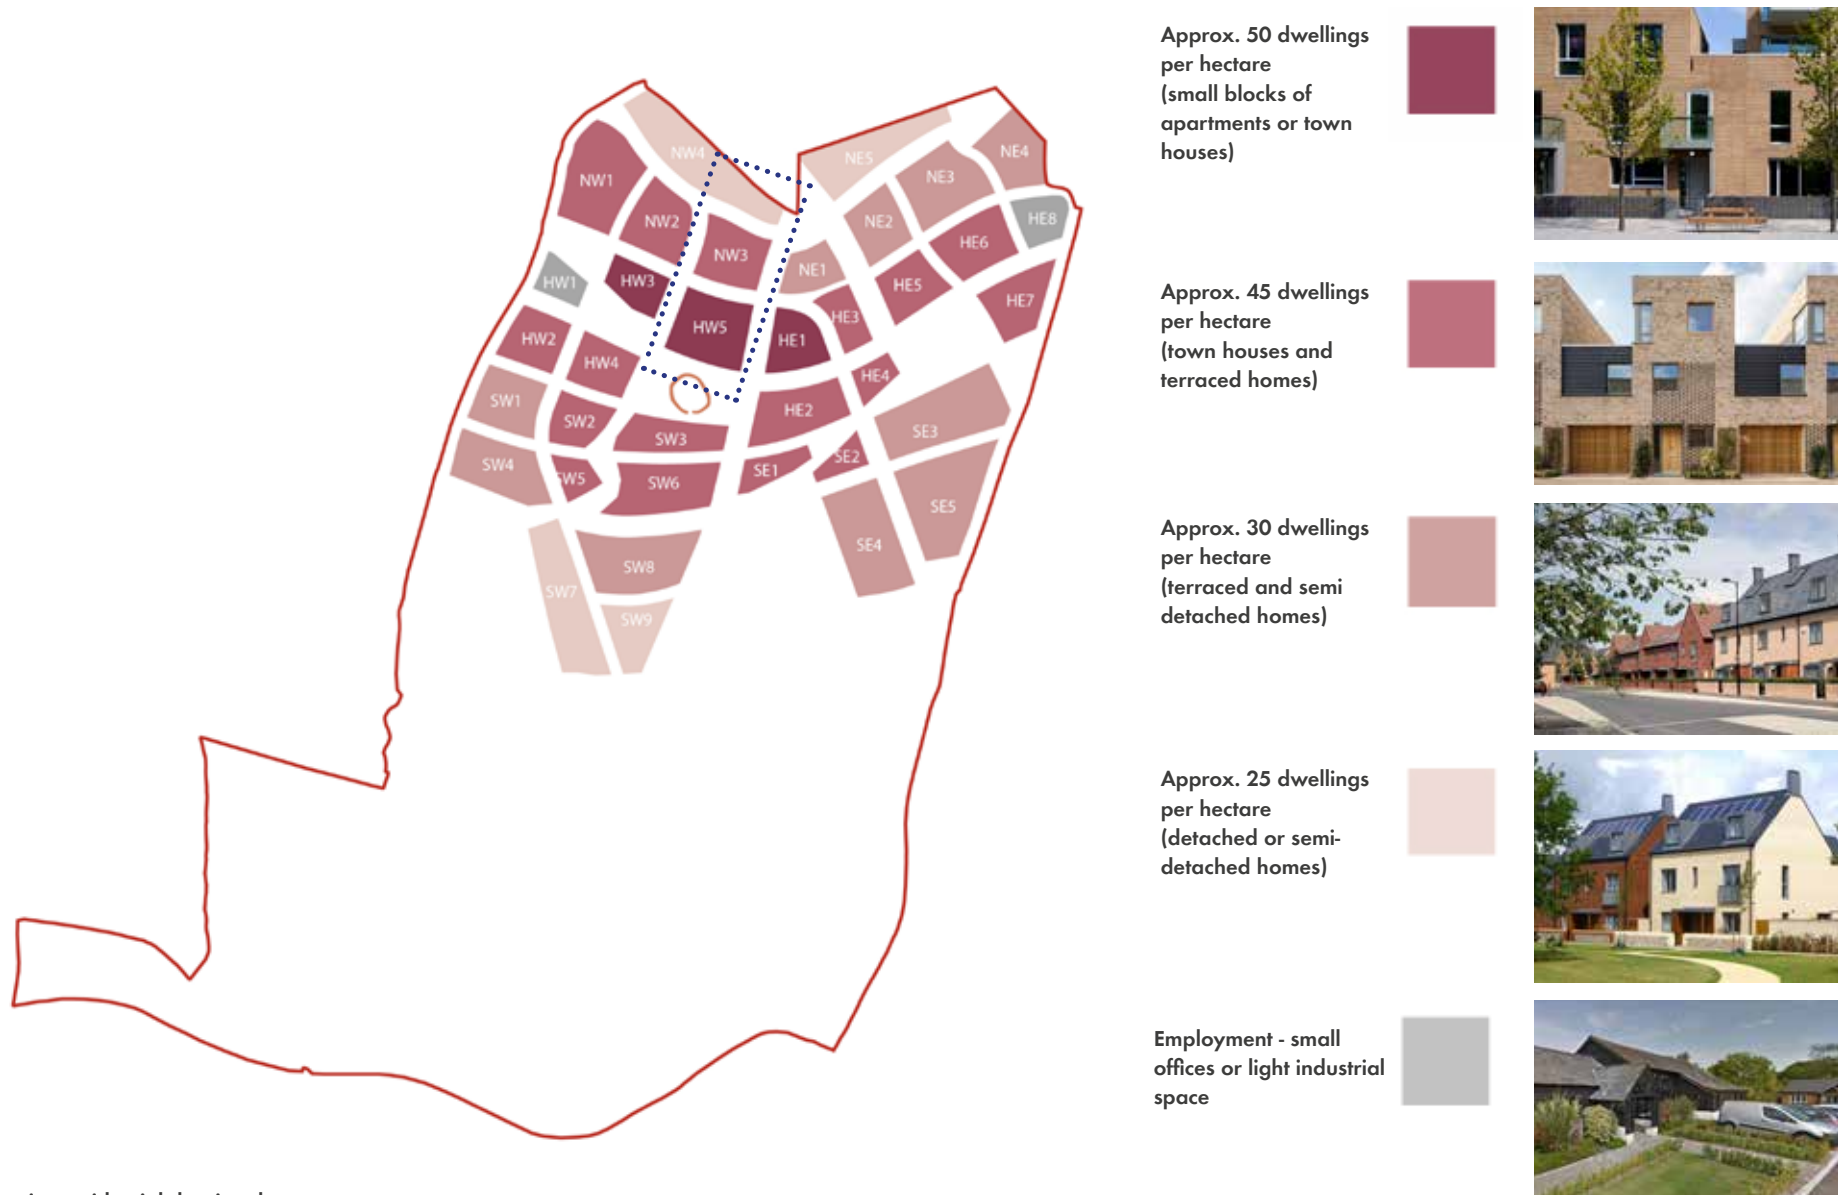 Approx. 50 dwellings
per hectare
(small blocks of
apartments or town
houses)
Approx. 45 dwellings
per hectare
(town houses and
terraced homes)
Approx. 30 dwellings
per hectare
(terraced and semi
detached homes)
Approx. 25 dwellings
per hectare
(detached or semi-
detached homes)
Employment - small
offices or light industrial
space
NW4
NE5
NE4
NW1
NE3
NW2
NE2
HE8
NW3
HE6
NE1
HW1
HW3
HE5
HE7
HW5
HE3
HW2
HE1
HW4
HE4
SW1
HE2
SW2
SW3
SE3
SW4
SE2
SE1
SW5
SW6
SE5
SE4
SW8
SW7
SW9